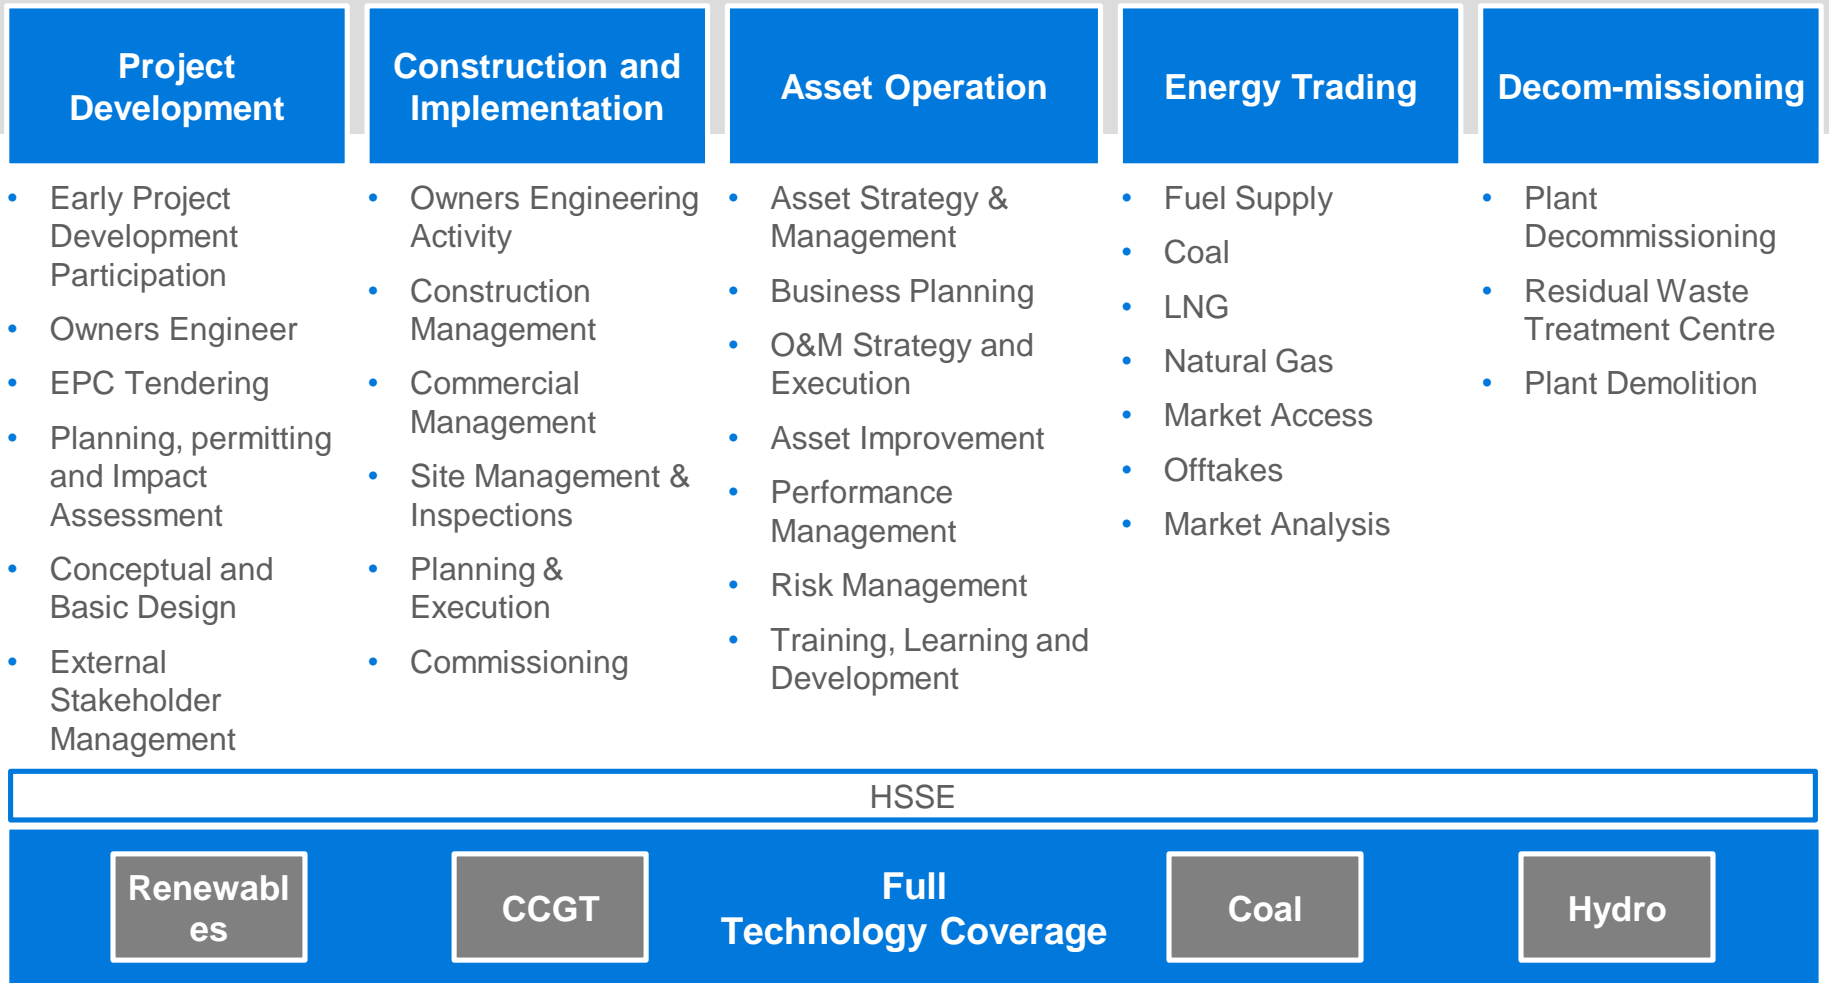 Project
Development
Construction and
Implementation
Asset Operation
Energy Trading
Decom-missioning
• Early Project
Development
Participation
• Owners Engineer
• EPC Tendering
• Planning, permitting
and Impact
Assessment
• Conceptual and
Basic Design
• External
Stakeholder
Management
• Owners Engineering
Activity
• Construction
Management
• Commercial
Management
• Site Management &
Inspections
• Planning &
Execution
• Commissioning
• Asset Strategy &
Management
• Business Planning
• O&M Strategy and
Execution
• Asset Improvement
• Performance
Management
• Risk Management
• Training, Learning and
Development
• Fuel Supply
• Coal
• LNG
• Natural Gas
• Market Access
• Offtakes
• Market Analysis
• Plant
Decommissioning
• Residual Waste
Treatment Centre
• Plant Demolition
HSSE
Renewabl
es
CCGT
Full
Technology Coverage
Coal
Hydro